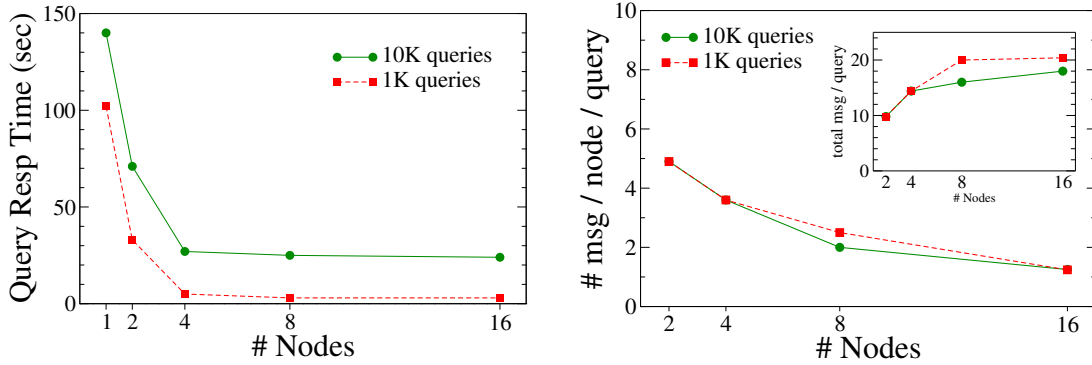 150
100
50
0
Query Resp Time (sec)
10K queries
1K queries
1 2 4 8 16
# Nodes
10
8
6
4
2
0
# msg / node / query
10K queries
1K queries
2 4 8 16
# Nodes
20
10
0
total msg / query
2 4 8 16
# Nodes